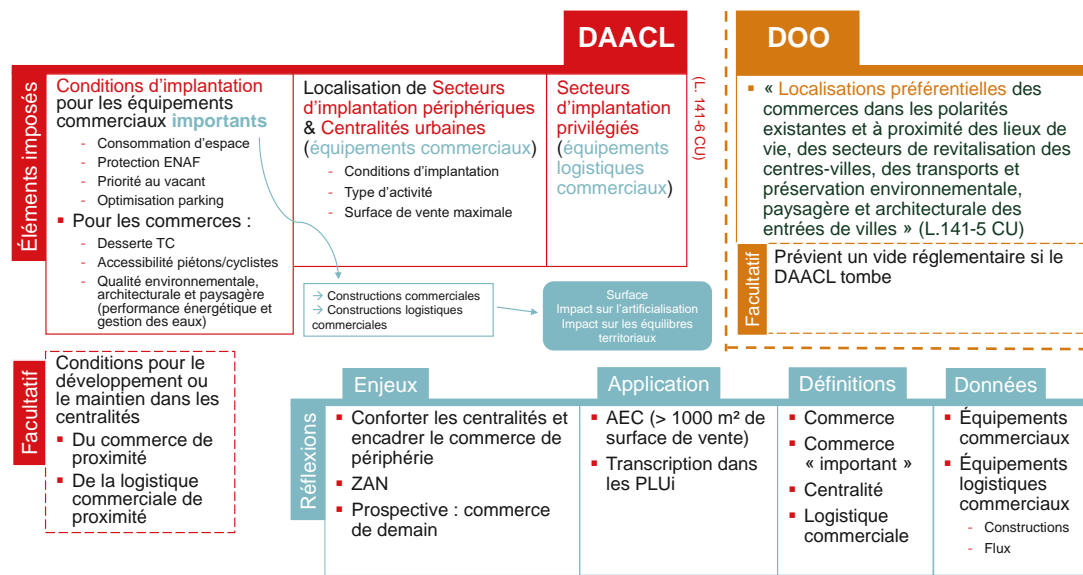 DAACL
DOO
Éléments imposés
Conditions d'implantation
pour les équipements
commerciaux importants
- Consommation d'espace
- Protection ENAF
- Priorité au vacant
- Optimisation parking
▪ Pour les commerces :
- Desserte TC
- Accessibilité piétons/cyclistes
- Qualité environnementale,
architecturale et paysagère
(performance énergétique et
gestion des eaux)
Localisation de Secteurs
d'implantation périphériques
& Centralités urbaines
(équipements commerciaux)
- Conditions d'implantation
- Type d'activité
- Surface de vente maximale
Secteurs
d'implantation
privilégiés
(équipements
logistiques
commerciaux)
(L. 141-6 CU)
▪ « Localisations préférentielles des
commerces dans les polarités
existantes et à proximité des lieux de
vie, des secteurs de revitalisation des
centres-villes, des transports et
préservation environnementale,
paysagère et architecturale des
entrées de villes » (L.141-5 CU)
Facultatif
Prévient un vide réglementaire si le
DAACL tombe
→ Constructions commerciales
→ Constructions logistiques
commerciales
Surface
Impact sur l'artificialisation
Impact sur les équilibres
territoriaux
Facultatif
Conditions pour le
développement ou
le maintien dans les
centralités
▪ Du commerce de
proximité
▪ De la logistique
commerciale de
proximité
Réflexions
Enjeux
▪ Conforter les centralités et
encadrer le commerce de
périphérie
▪ ZAN
▪ Prospective : commerce
de demain
Application
▪ AEC (> 1000 m² de
surface de vente)
▪ Transcription dans
les PLUi
Définitions
▪ Commerce
▪ Commerce
« important »
▪ Centralité
▪ Logistique
commerciale
Données
▪ Équipements
commerciaux
▪ Équipements
logistiques
commerciaux
- Constructions
- Flux